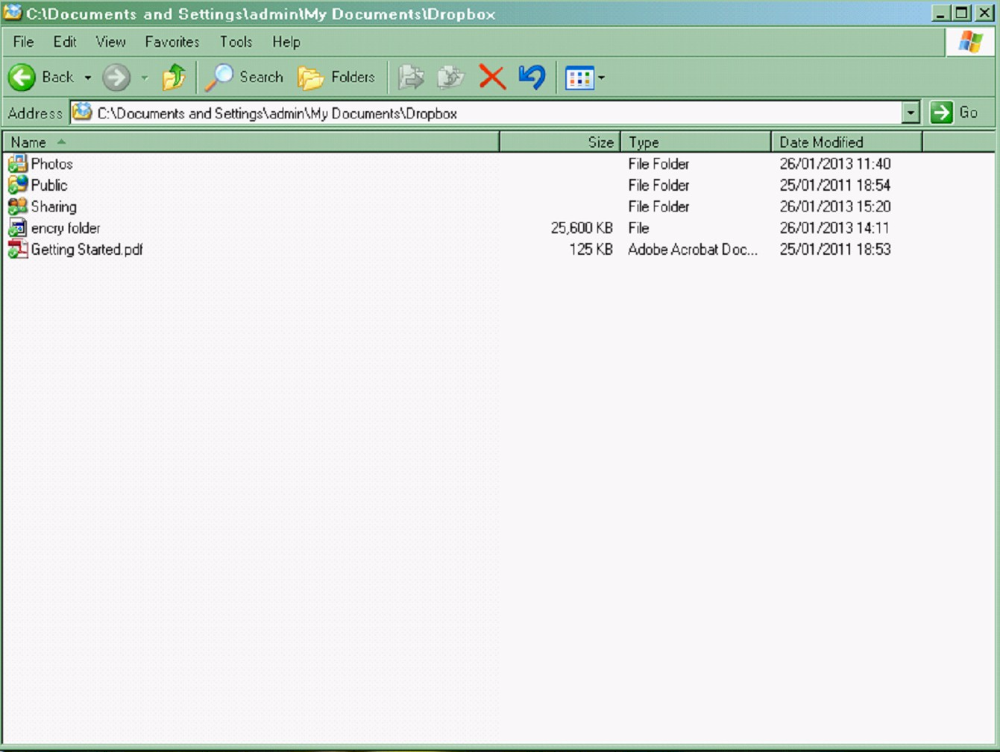 C:\Documents and Settings\admin\My Documents\Dropbox
File Edit View Favorites Tools Help
Back Search Folders
Address C:\Documents and Settings\admin\My Documents\Dropbox Go
Name Size Type Date Modified
Photos File Folder 26/01/2013 11:40
Public File Folder 25/01/2011 18:54
Sharing File Folder 26/01/2013 15:20
encry folder 25,600 KB File 26/01/2013 14:11
Getting Started.pdf 125 KB Adobe Acrobat Doc... 25/01/2011 18:53